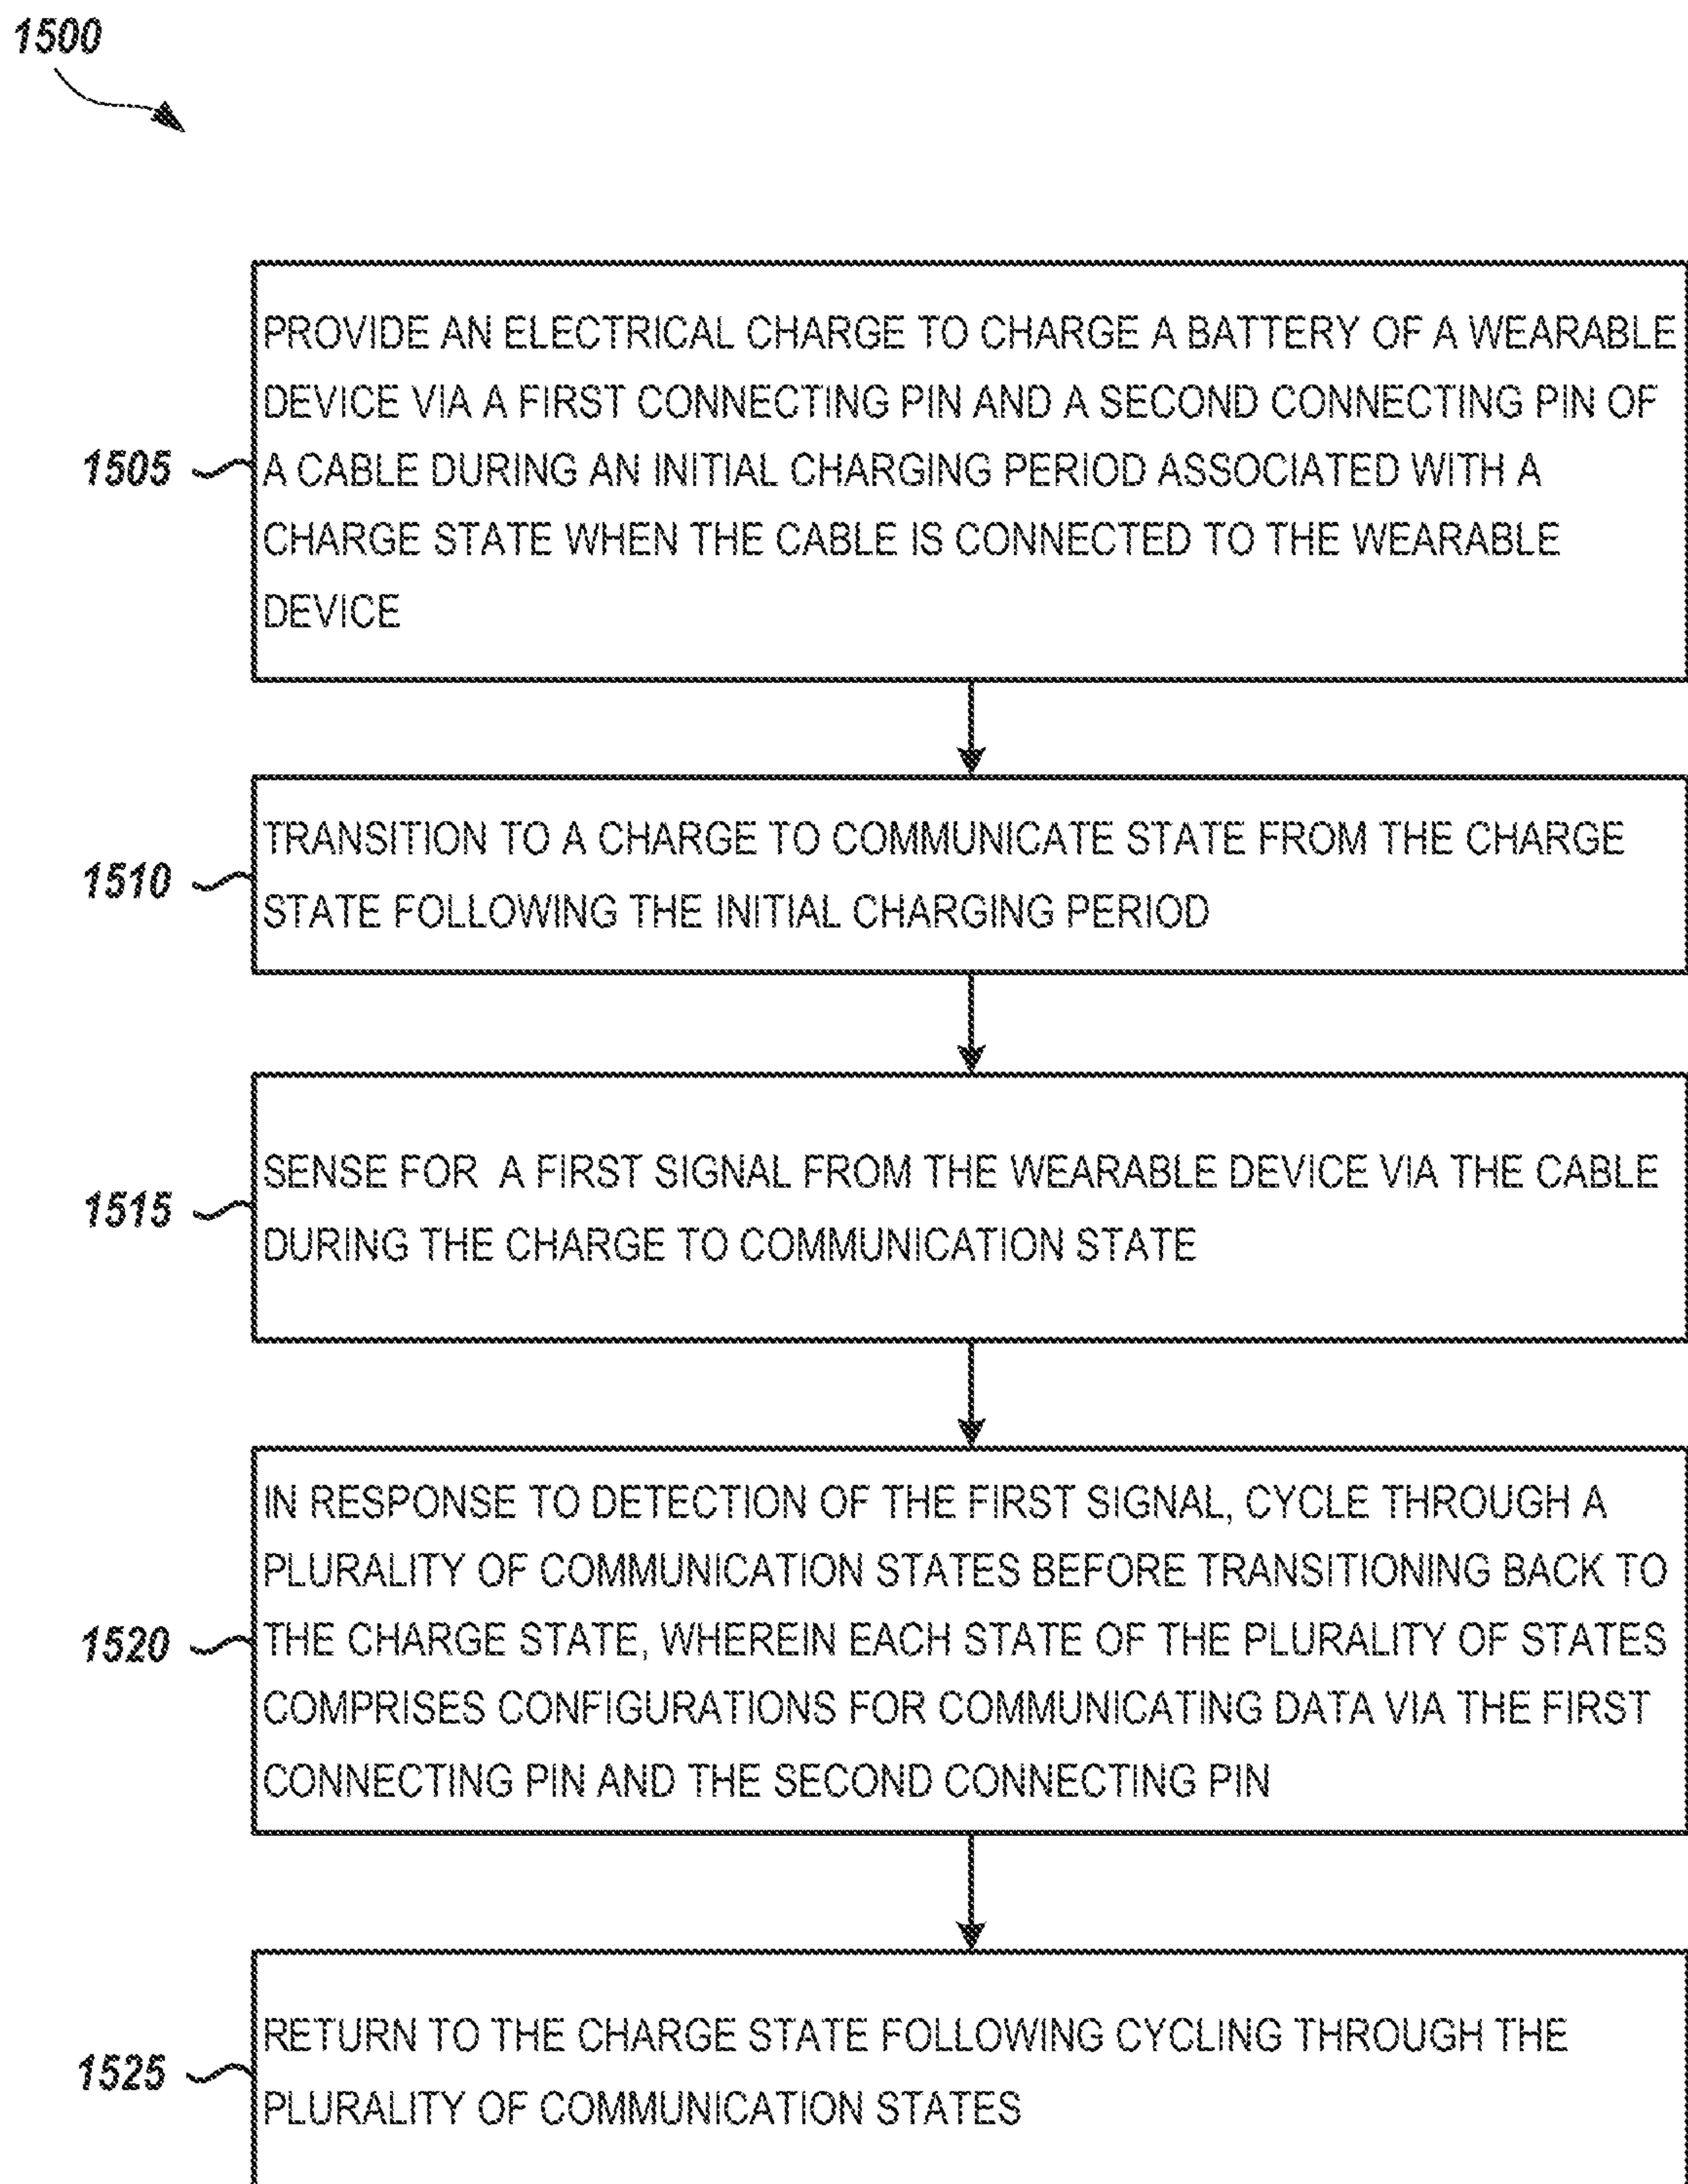 1500
PROVIDE AN ELECTRICAL CHARGE TO CHARGE A BATTERY OF A WEARABLE
DEVICE VIA A FIRST CONNECTING PIN AND A SECOND CONNECTING PIN OF
1505
A CABLE DURING AN INITIAL CHARGING PERIOD ASSOCIATED WITH A
CHARGE STATE WHEN THE CABLE IS CONNECTED TO THE WEARABLE
DEVICE
TRANSITION TO A CHARGE TO COMMUNICATE STATE FROM THE CHARGE
1510
STATE FOLLOWING THE INITIAL CHARGING PERIOD
SENSE FOR A FIRST SIGNAL FROM THE WEARABLE DEVICE VIA THE CABLE
1515
DURING THE CHARGE TO COMMUNICATION STATE
IN RESPONSE TO DETECTION OF THE FIRST SIGNAL, CYCLE THROUGH A
PLURALITY OF COMMUNICATION STATES BEFORE TRANSITIONING BACK TO
1520
THE CHARGE STATE, WHEREIN EACH STATE OF THE PLURALITY OF STATES
COMPRISES CONFIGURATIONS FOR COMMUNICATING DATA VIA THE FIRST
CONNECTING PIN AND THE SECOND CONNECTING PIN
RETURN TO THE CHARGE STATE FOLLOWING CYCLING THROUGH THE
1525
PLURALITY OF COMMUNICATION STATES